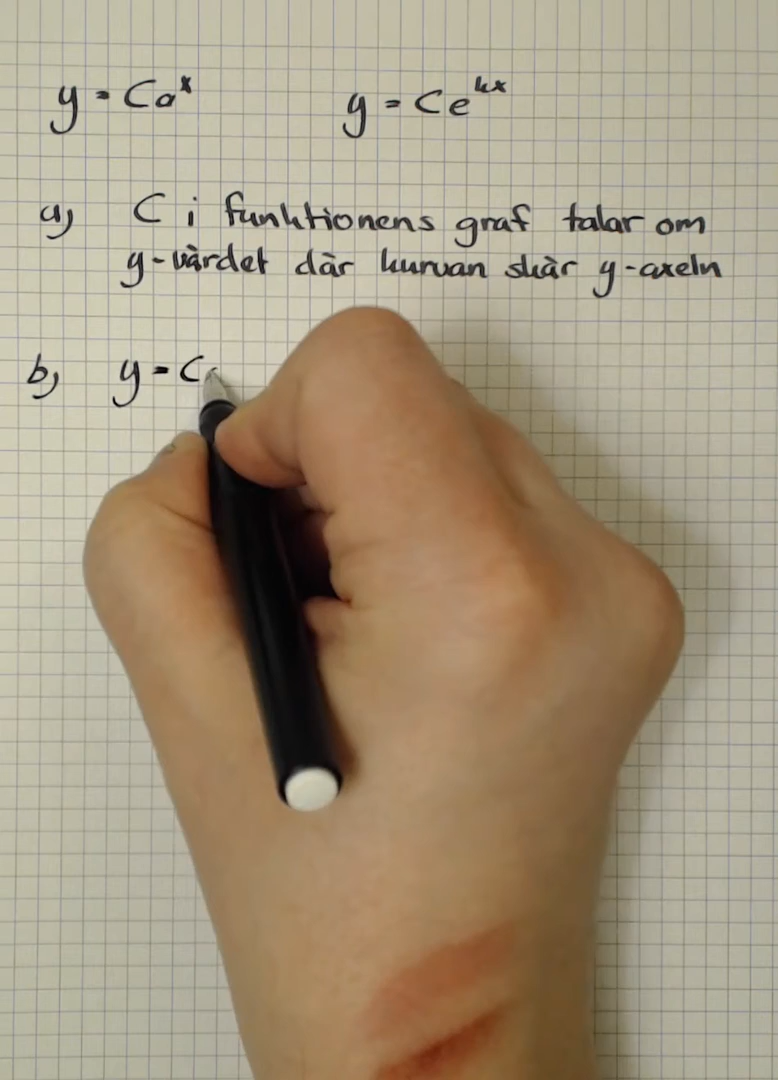 y = Ca^x y = Ce^kx
a) C i funktionens graf talar om
y-värdet där kurvan skär y-axeln
b) y = C